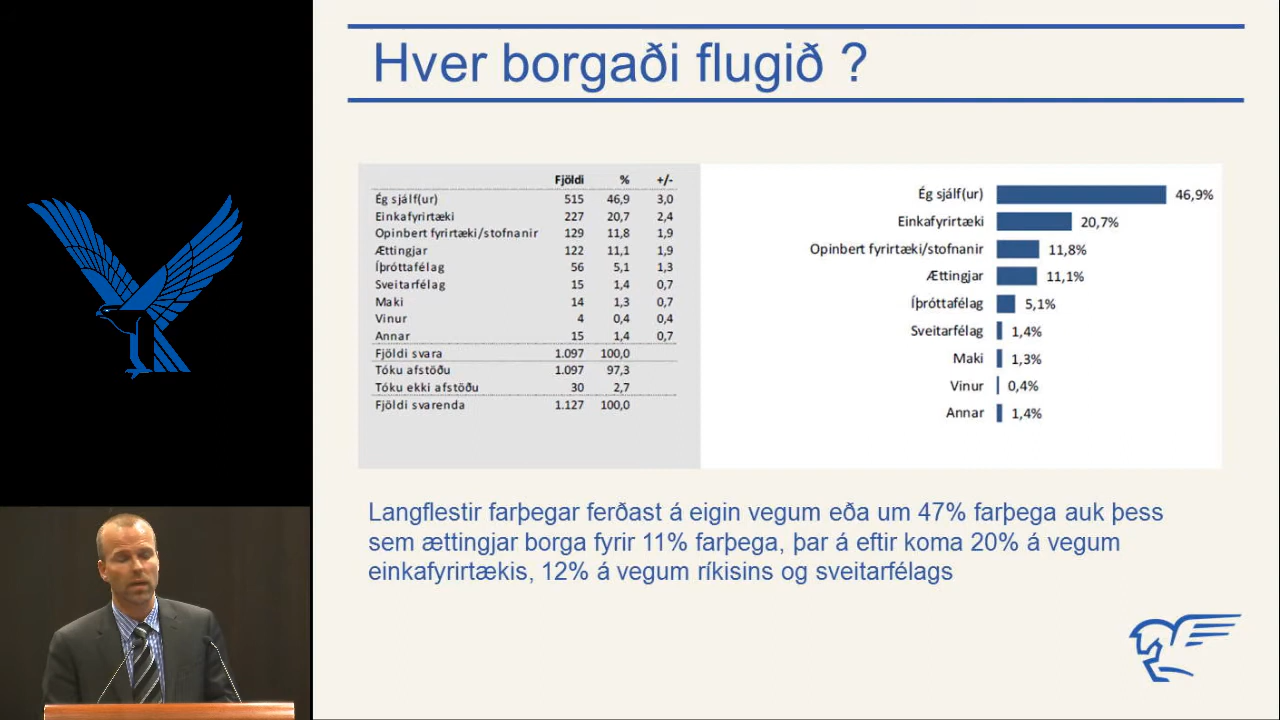 Hver borgaði flugið ?
Fjöldi % +/-
Ég sjálf(ur) 515 46,9 3,0
Einkafyrirtæki 227 20,7 2,4
Opinbert fyrirtæki/stofnanir 129 11,8 1,9
Ættingjar 122 11,1 1,9
Íþróttafélag 56 5,1 1,3
Sveitarfélag 15 1,4 0,7
Maki 14 1,3 0,7
Vinur 4 0,4 0,4
Annar 15 1,4 0,7
Fjöldi svara 1.097 100,0
Tóku afstöðu 1.097 97,3
Tóku ekki afstöðu 30 2,7
Fjöldi svarenda 1.127 100,0
Ég sjálf(ur) 46,9%
Einkafyrirtæki 20,7%
Opinbert fyrirtæki/stofnanir 11,8%
Ættingjar 11,1%
Íþróttafélag 5,1%
Sveitarfélag 1,4%
Maki 1,3%
Vinur 0,4%
Annar 1,4%
Langflestir farþegar ferðast á eigin vegum eða um 47% farþega auk þess
sem ættingjar borga fyrir 11% farþega, þar á eftir koma 20% á vegum
einkafyrirtækis, 12% á vegum ríkisins og sveitarfélags